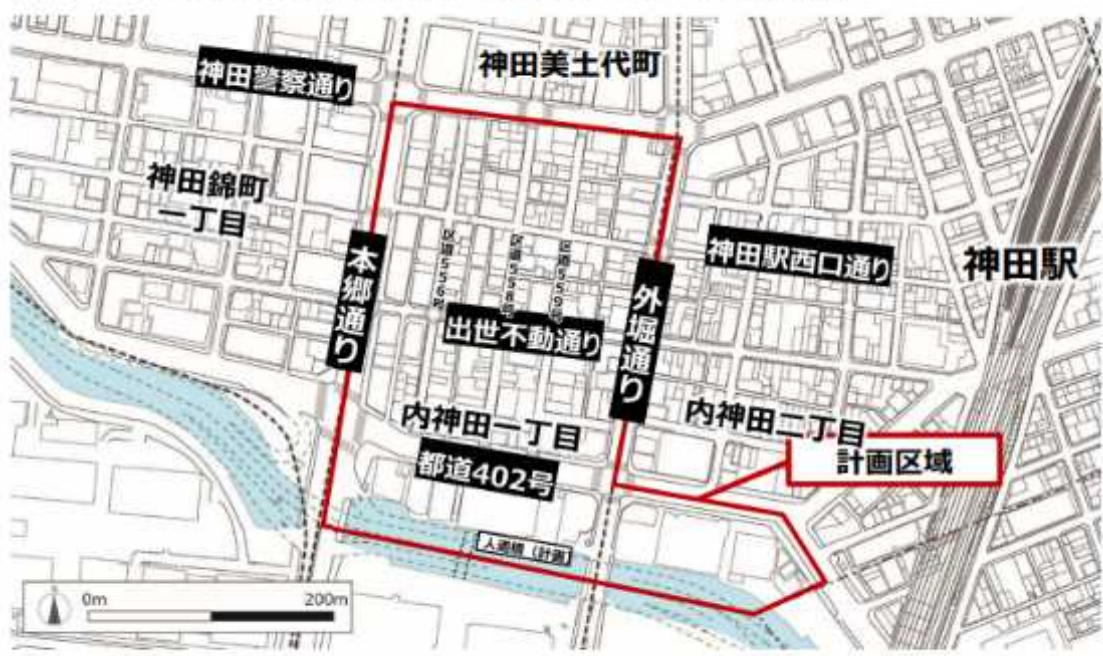 神田美土代町
神田警察通り
神田錦町
一丁目
本郷通り
区道556号
区道558号
区道559号
出世不動通り
外堀通り
神田駅西口通り
神田駅
内神田一丁目
都道402号
内神田二丁目
計画区域
人道橋（計画）
0m
200m